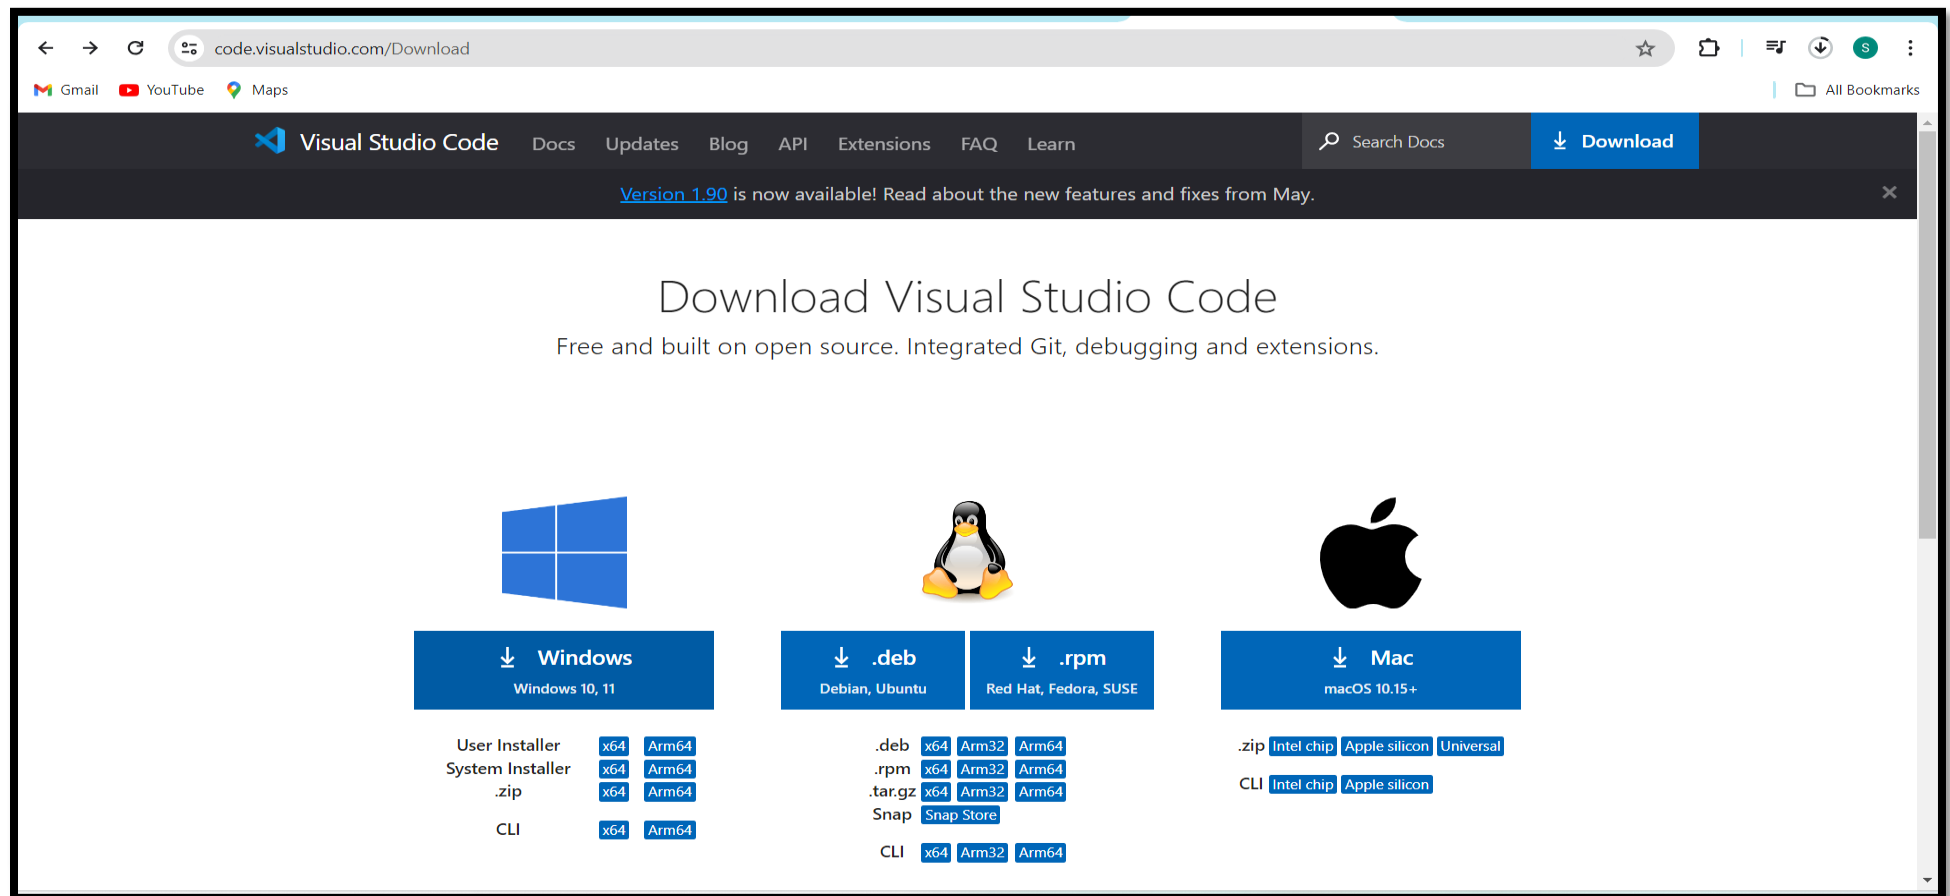 code.visualstudio.com/Download
S
Gmail YouTube Maps All Bookmarks
Visual Studio Code Docs Updates Blog API Extensions FAQ Learn Search Docs Download
Version 1.90 is now available! Read about the new features and fixes from May.
Download Visual Studio Code
Free and built on open source. Integrated Git, debugging and extensions.
Windows
Windows 10, 11
User Installer x64 Arm64
System Installer x64 Arm64
.zip x64 Arm64
CLI x64 Arm64
.deb
Debian, Ubuntu
.rpm
Red Hat, Fedora, SUSE
.deb x64 Arm32 Arm64
.rpm x64 Arm32 Arm64
.tar.gz x64 Arm32 Arm64
Snap Snap Store
CLI x64 Arm32 Arm64
Mac
macOS 10.15+
.zip Intel chip Apple silicon Universal
CLI Intel chip Apple silicon